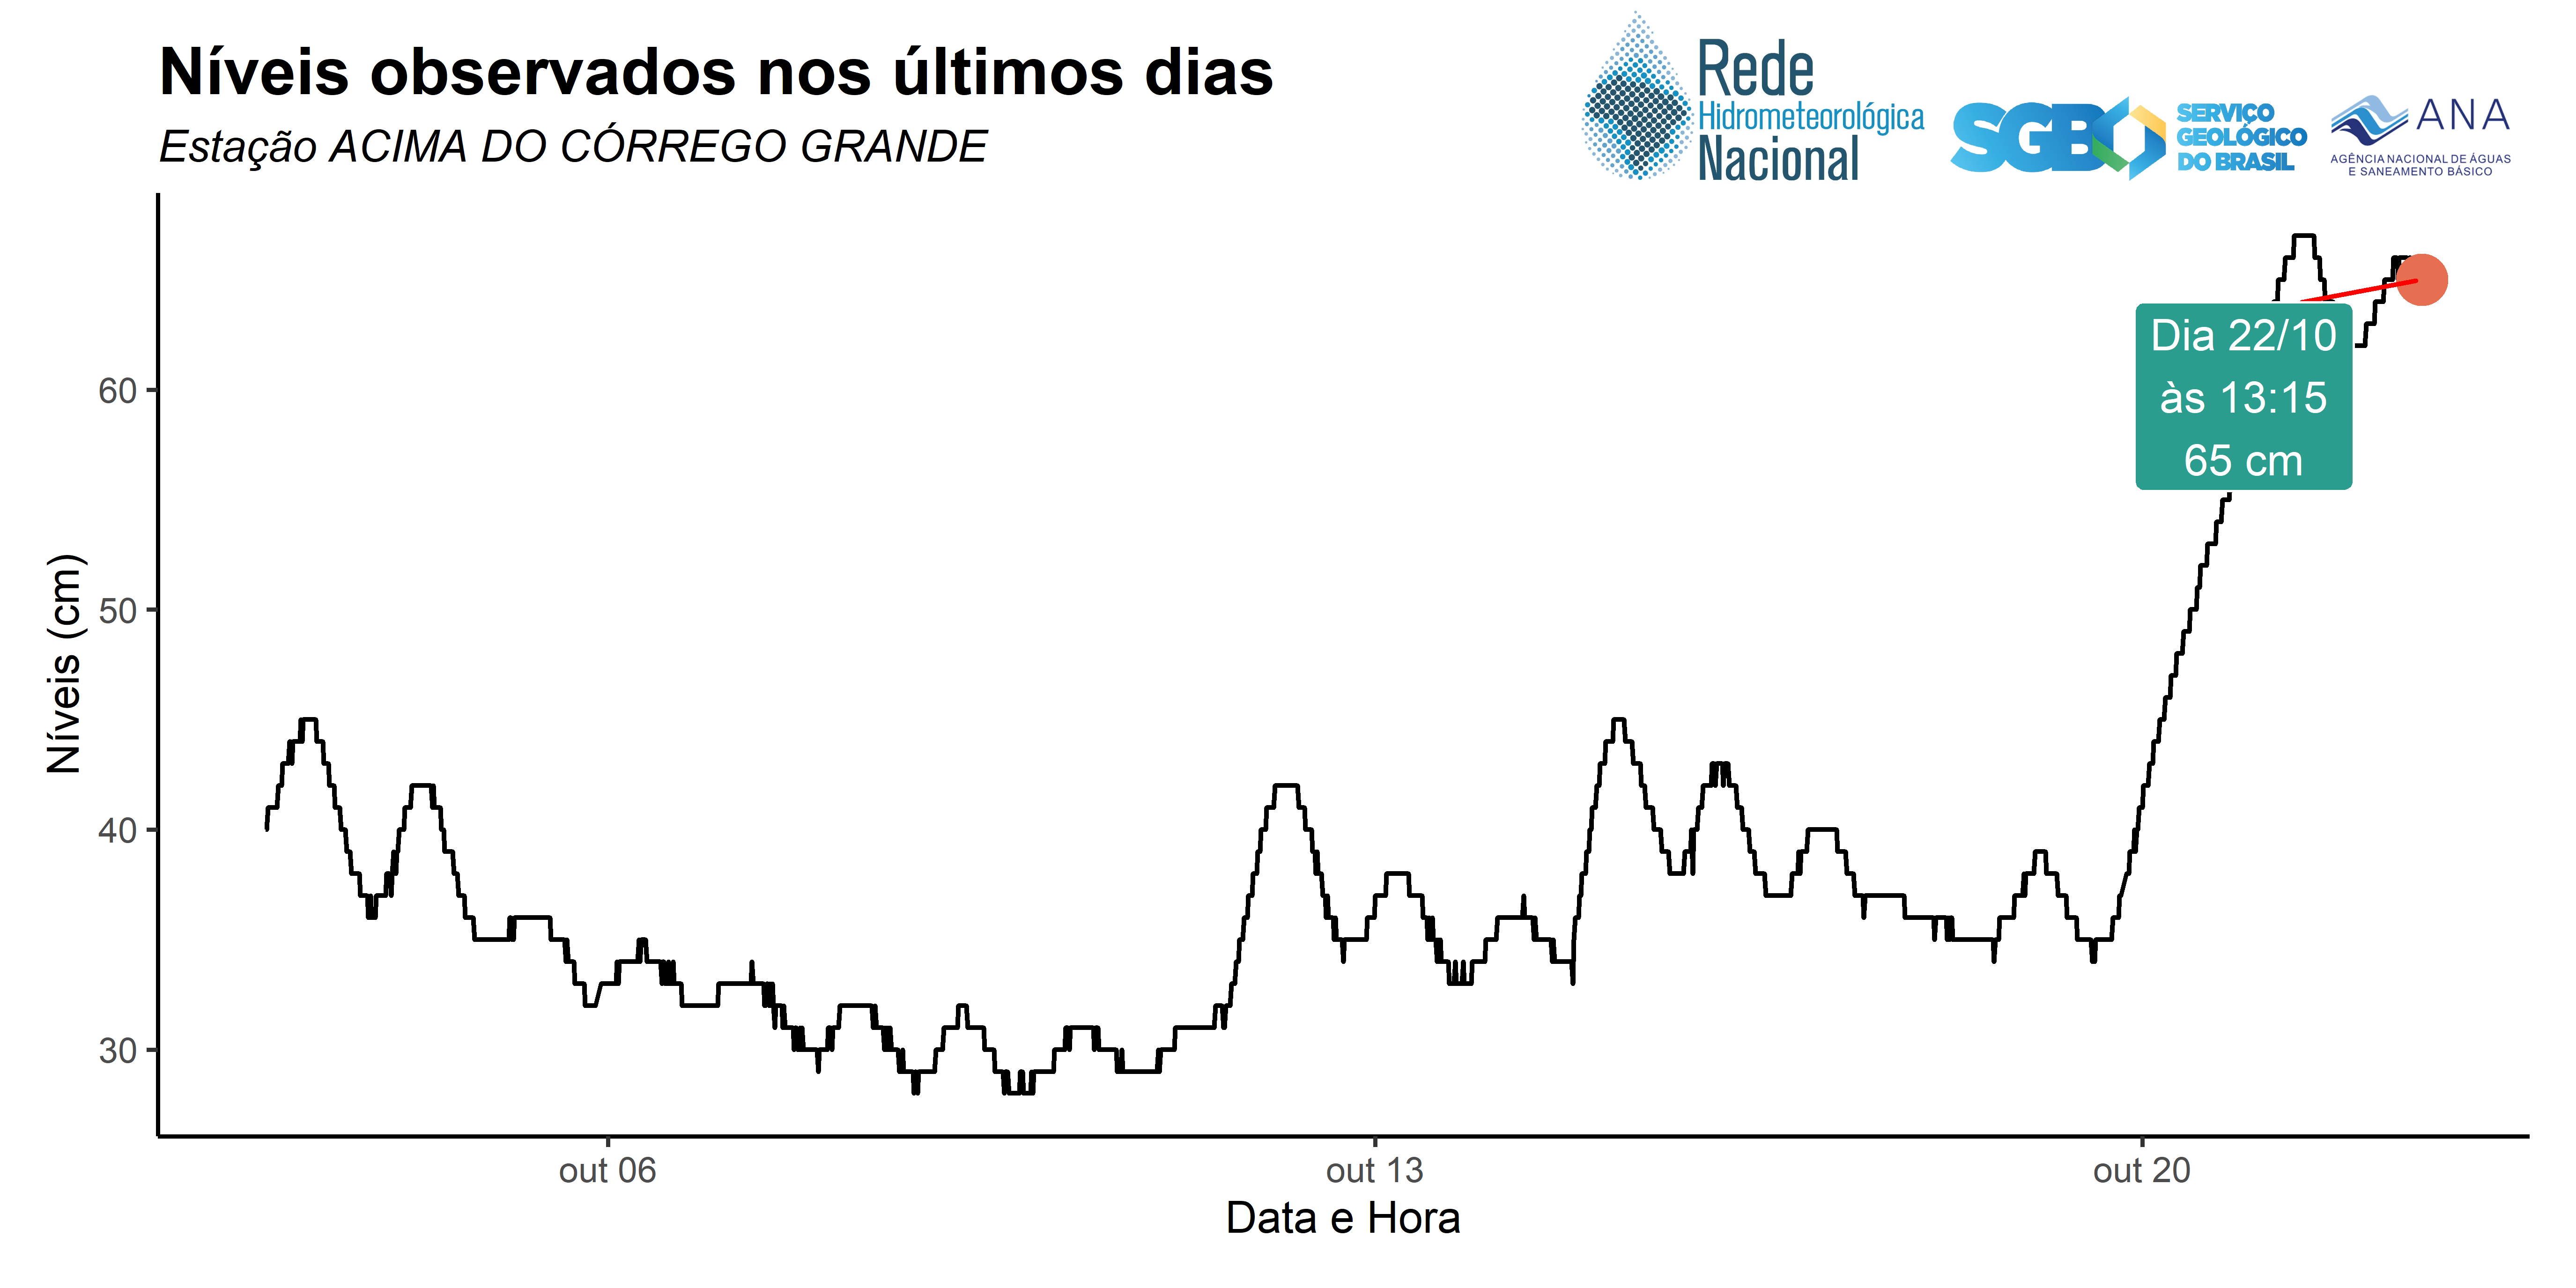 Níveis observados nos últimos dias
Estação ACIMA DO CÓRREGO GRANDE
Rede
Hidrometeorológica
Nacional
SGB
SERVIÇO
GEOLÓGICO
DO BRASIL
ANA
AGÊNCIA NACIONAL DE ÁGUAS
E SANEAMENTO BÁSICO
Dia 22/10
às 13:15
65 cm
Níveis (cm)
60
50
40
30
out 06
out 13
out 20
Data e Hora